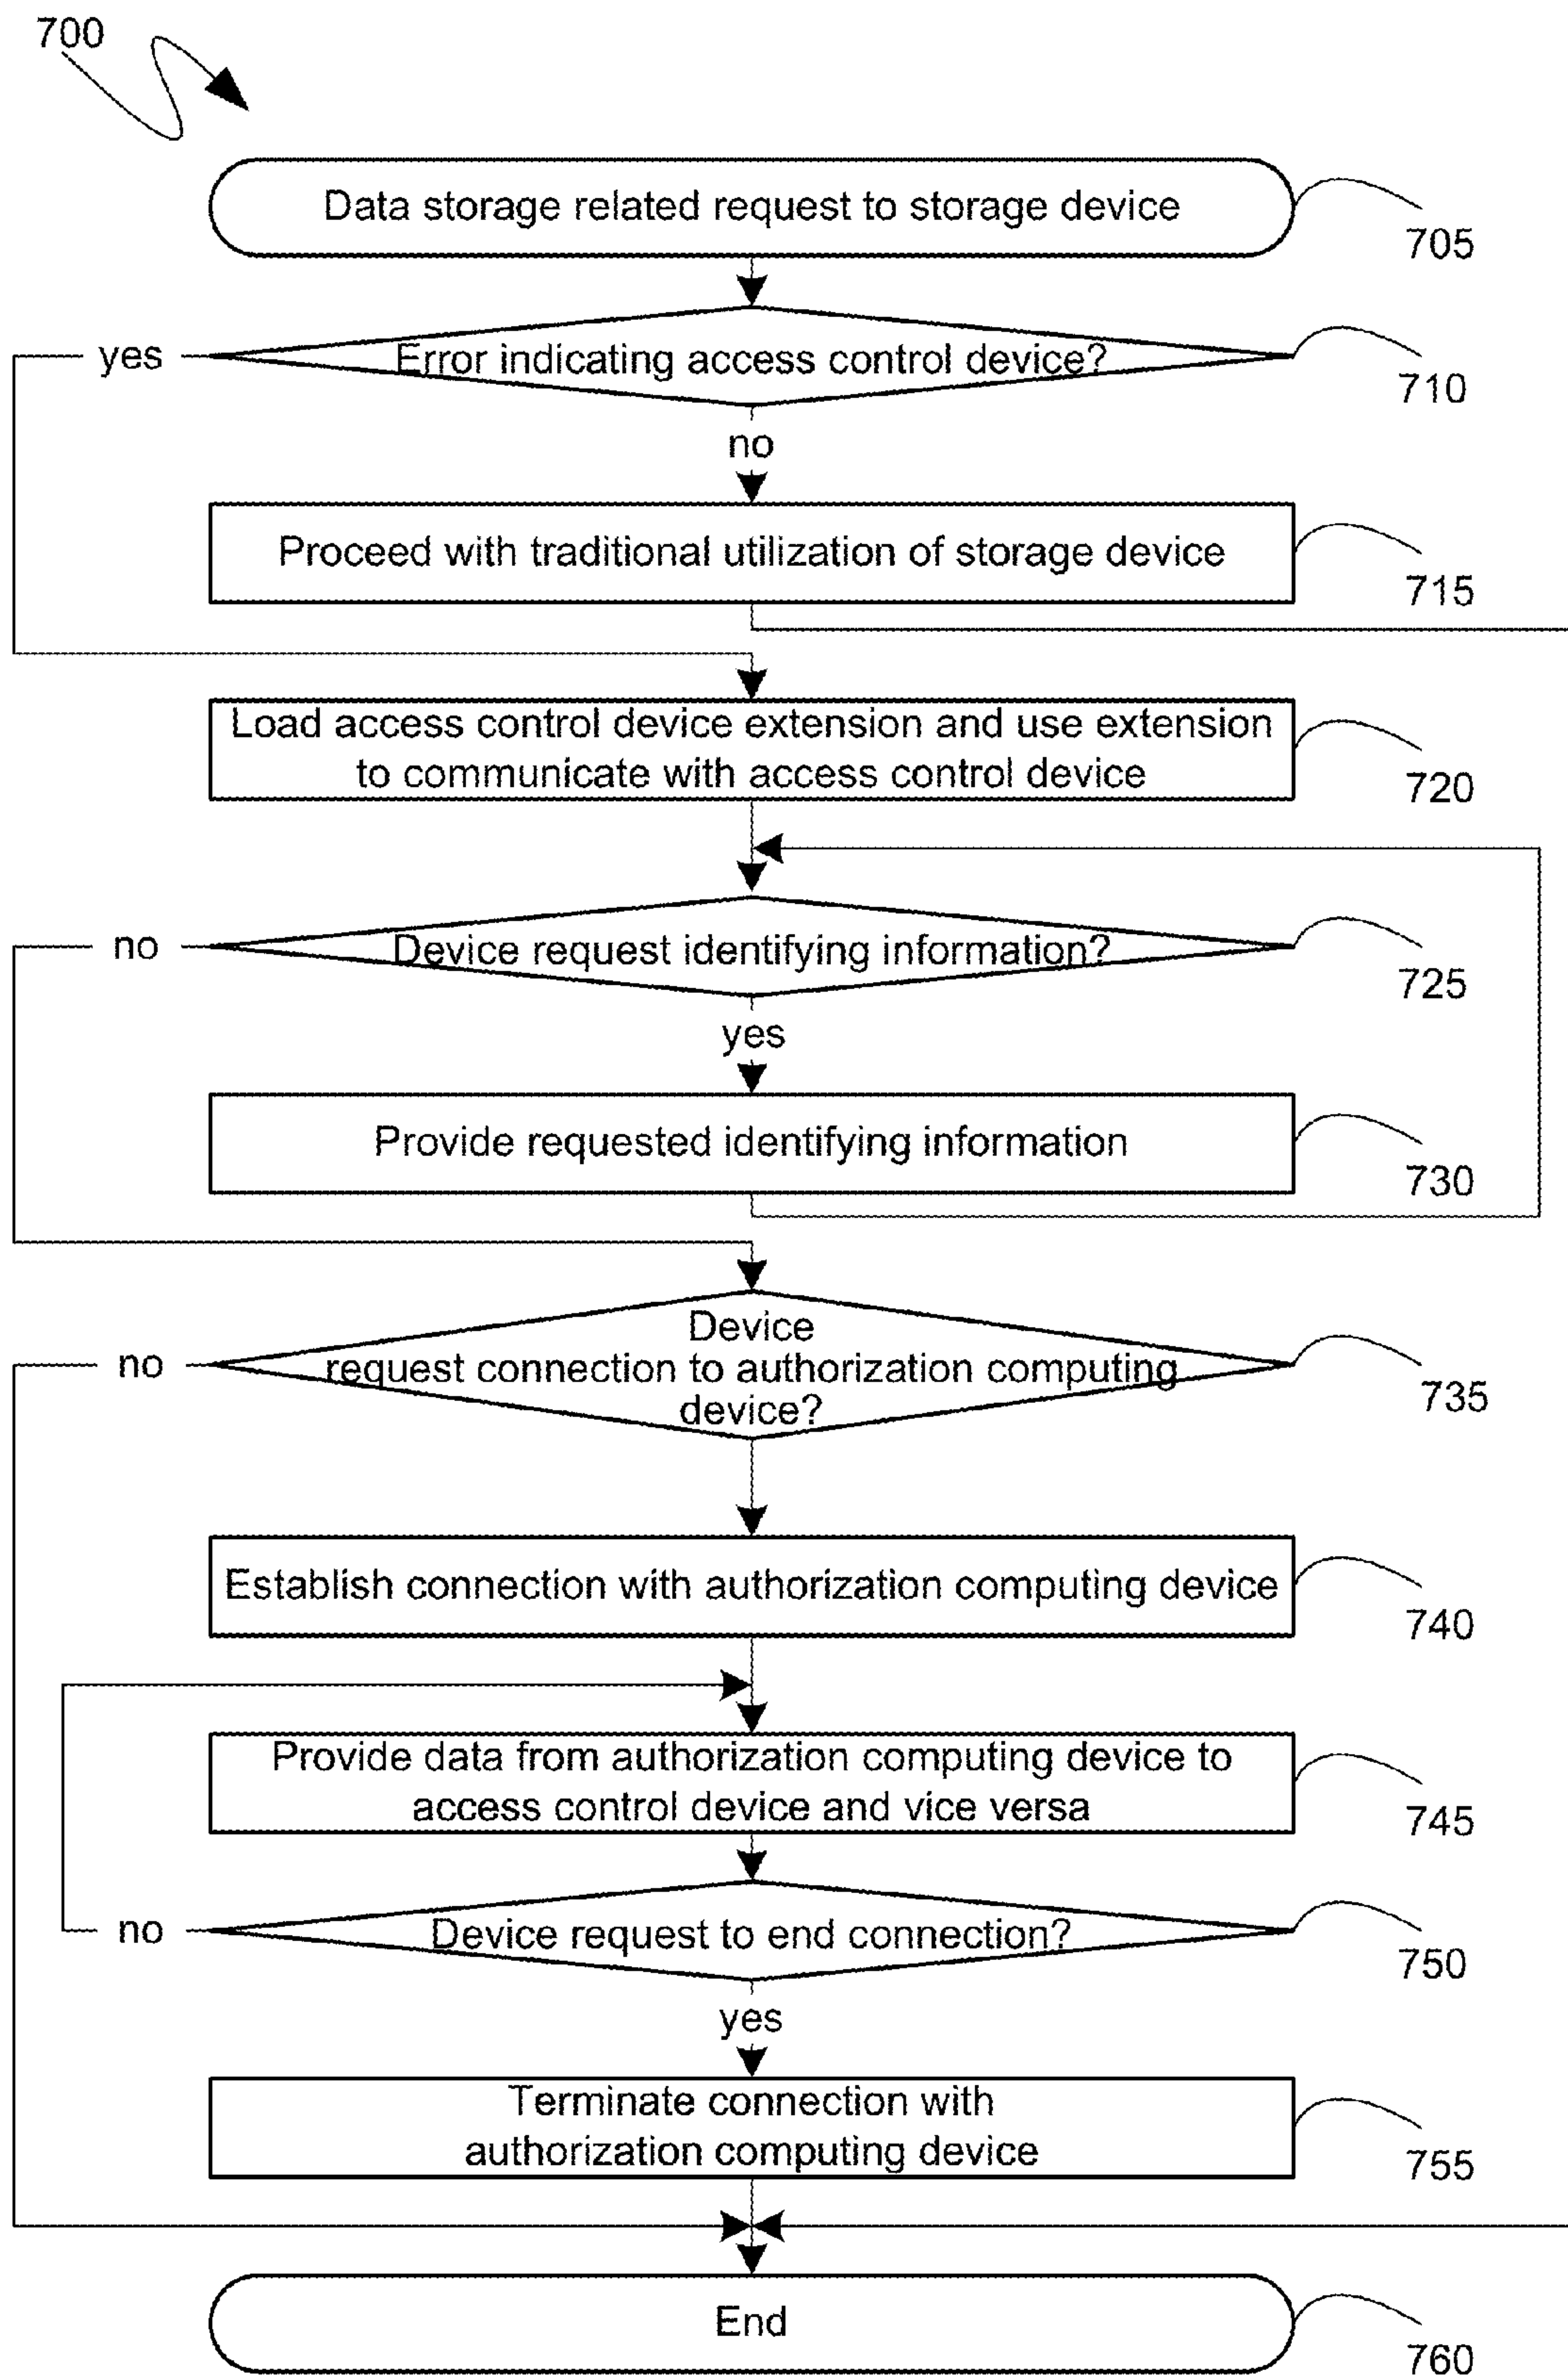 700
Data storage related request to storage device
705
yes
Error indicating access control device?
710
no
Proceed with traditional utilization of storage device
715
Load access control device extension and use extension
to communicate with access control device
720
no
Device request identifying information?
725
yes
Provide requested identifying information
730
Device
no
request connection to authorization computing
device?
735
Establish connection with authorization computing device
740
Provide data from authorization computing device to
access control device and vice versa
745
no
Device request to end connection?
750
yes
Terminate connection with
authorization computing device
755
End
760